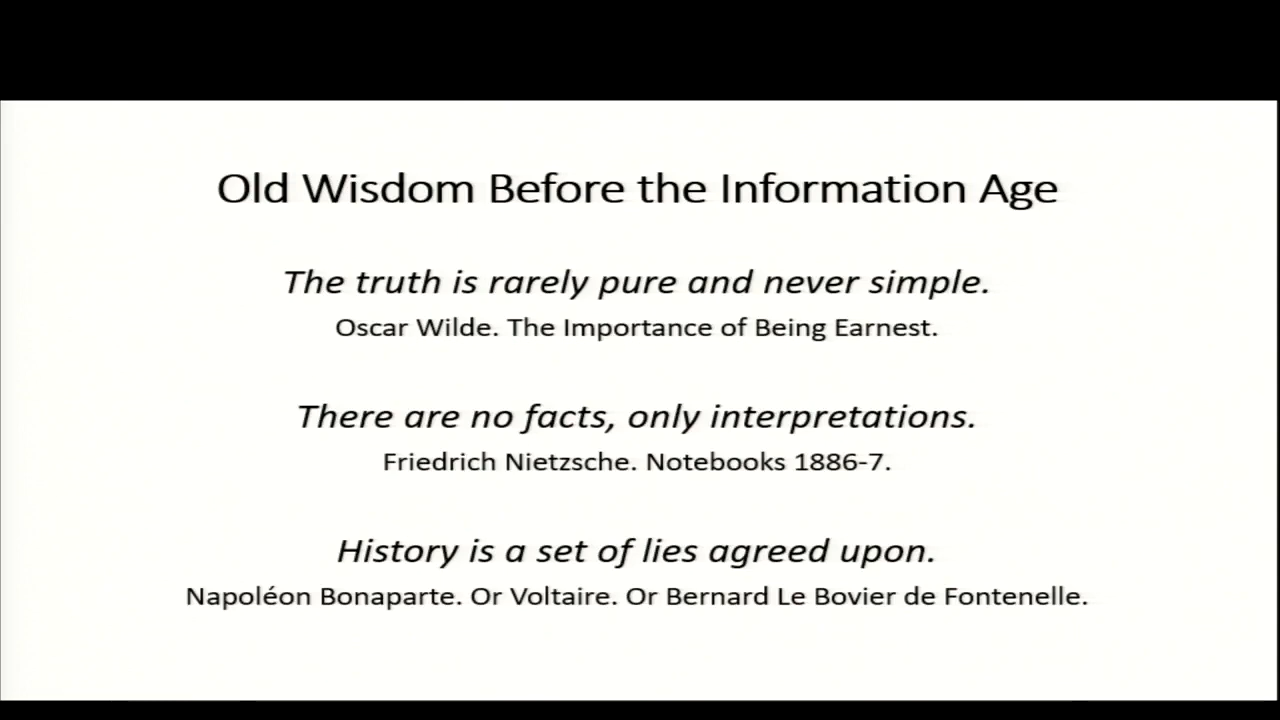 Old Wisdom Before the Information Age
The truth is rarely pure and never simple.
Oscar Wilde. The Importance of Being Earnest.
There are no facts, only interpretations.
Friedrich Nietzsche. Notebooks 1886-7.
History is a set of lies agreed upon.
Napoléon Bonaparte. Or Voltaire. Or Bernard Le Bovier de Fontenelle.